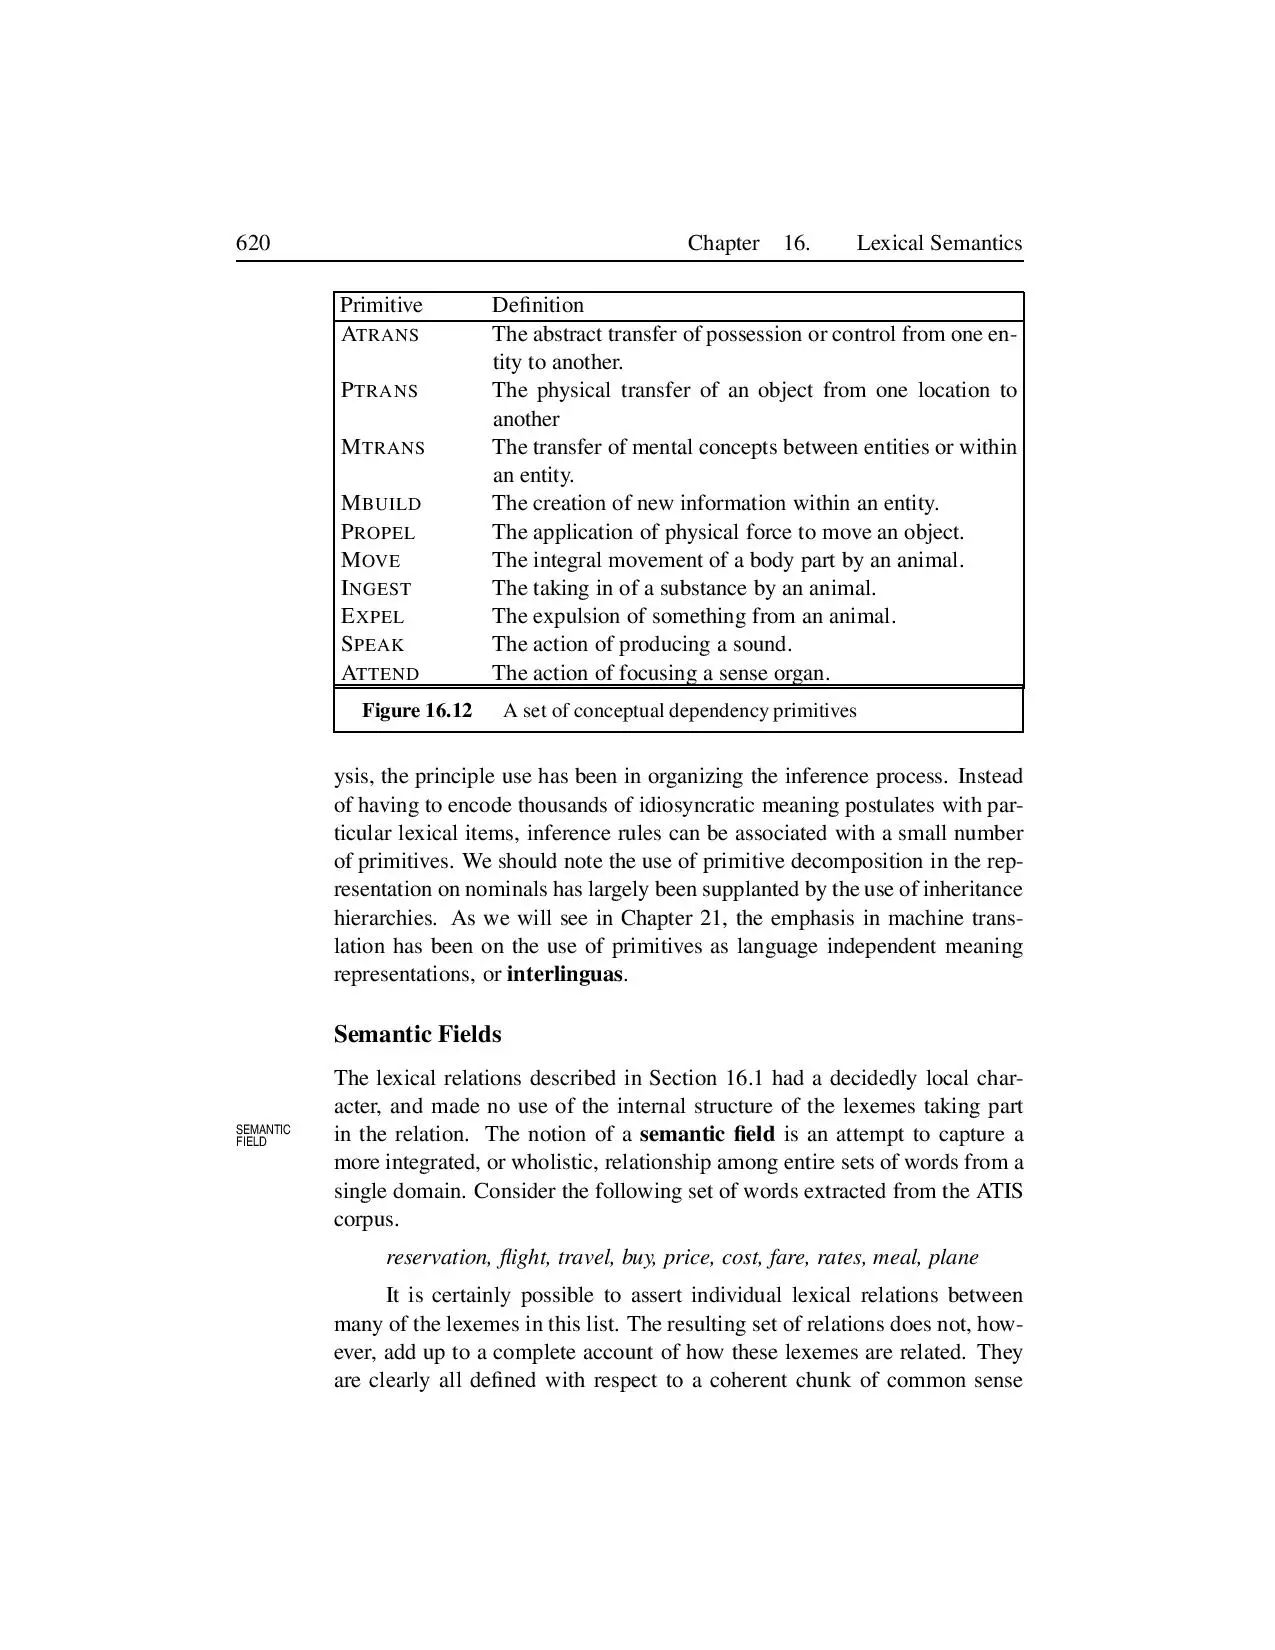 620 Chapter 16. Lexical Semantics
Primitive Definition
ATRANS The abstract transfer of possession or control from one en-
tity to another.
PTRANS The physical transfer of an object from one location to
another
MTRANS The transfer of mental concepts between entities or within
an entity.
MBUILD The creation of new information within an entity.
PROPEL The application of physical force to move an object.
MOVE The integral movement of a body part by an animal.
INGEST The taking in of a substance by an animal.
EXPEL The expulsion of something from an animal.
SPEAK The action of producing a sound.
ATTEND The action of focusing a sense organ.
Figure 16.12 A set of conceptual dependency primitives
ysis, the principle use has been in organizing the inference process. Instead
of having to encode thousands of idiosyncratic meaning postulates with par-
ticular lexical items, inference rules can be associated with a small number
of primitives. We should note the use of primitive decomposition in the rep-
resentation on nominals has largely been supplanted by the use of inheritance
hierarchies. As we will see in Chapter 21, the emphasis in machine trans-
lation has been on the use of primitives as language independent meaning
representations, or interlinguas.
Semantic Fields
The lexical relations described in Section 16.1 had a decidedly local char-
acter, and made no use of the internal structure of the lexemes taking part
SEMANTIC
FIELD
in the relation. The notion of a semantic field is an attempt to capture a
more integrated, or wholistic, relationship among entire sets of words from a
single domain. Consider the following set of words extracted from the ATIS
corpus.
reservation, flight, travel, buy, price, cost, fare, rates, meal, plane
It is certainly possible to assert individual lexical relations between
many of the lexemes in this list. The resulting set of relations does not, how-
ever, add up to a complete account of how these lexemes are related. They
are clearly all defined with respect to a coherent chunk of common sense